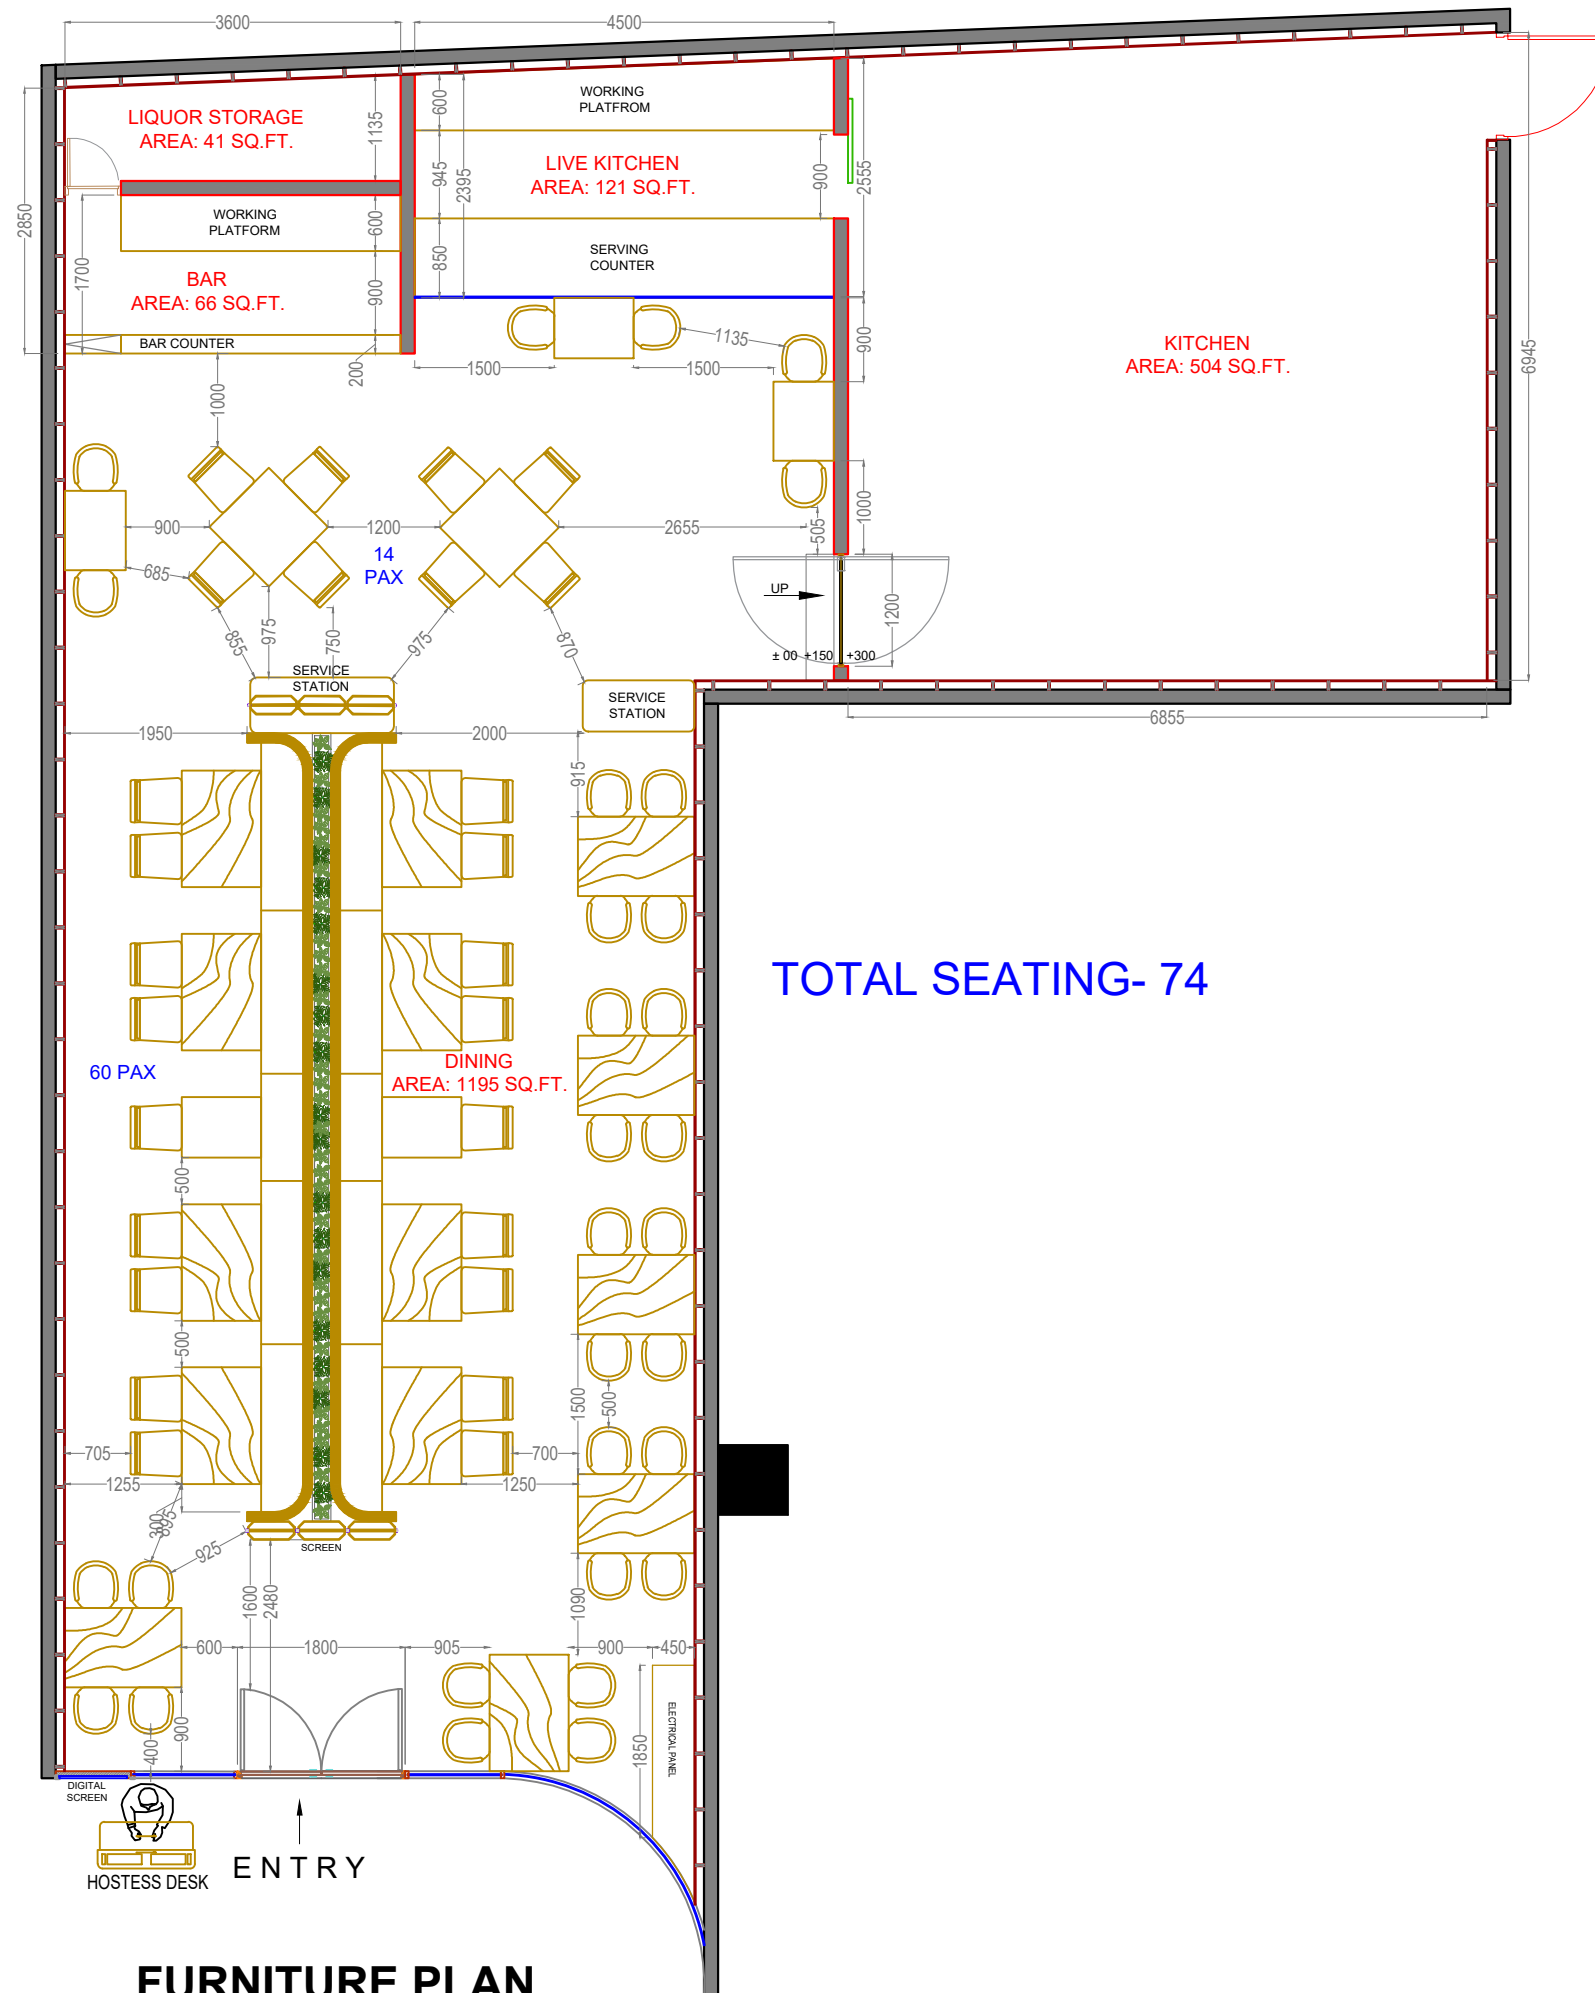 3600
4500
WORKING
PLATFROM
LIQUOR STORAGE
AREA: 41 SQ.FT.
1135
600
LIVE KITCHEN
AREA: 121 SQ.FT.
945
2395
900
2555
2850
WORKING
PLATFORM
600
1700
850
SERVING
COUNTER
BAR
AREA: 66 SQ.FT.
900
BAR COUNTER
200
1135
900
1500
1500
KITCHEN
AREA: 504 SQ.FT.
6945
1000
900
1200
2655
505
1000
14
PAX
685
855
975
750
975
870
UP
1200
± 00
+150
+300
SERVICE
STATION
SERVICE
STATION
6855
1950
2000
915
TOTAL SEATING- 74
60 PAX
DINING
AREA: 1195 SQ.FT.
500
500
1500
500
705
700
1255
1250
300
895
925
SCREEN
1600
2480
1090
600
1800
905
900
450
900
400
1850
ELECTRICAL PANEL
DIGITAL
SCREEN
HOSTESS DESK
ENTRY
FURNITURE PLAN